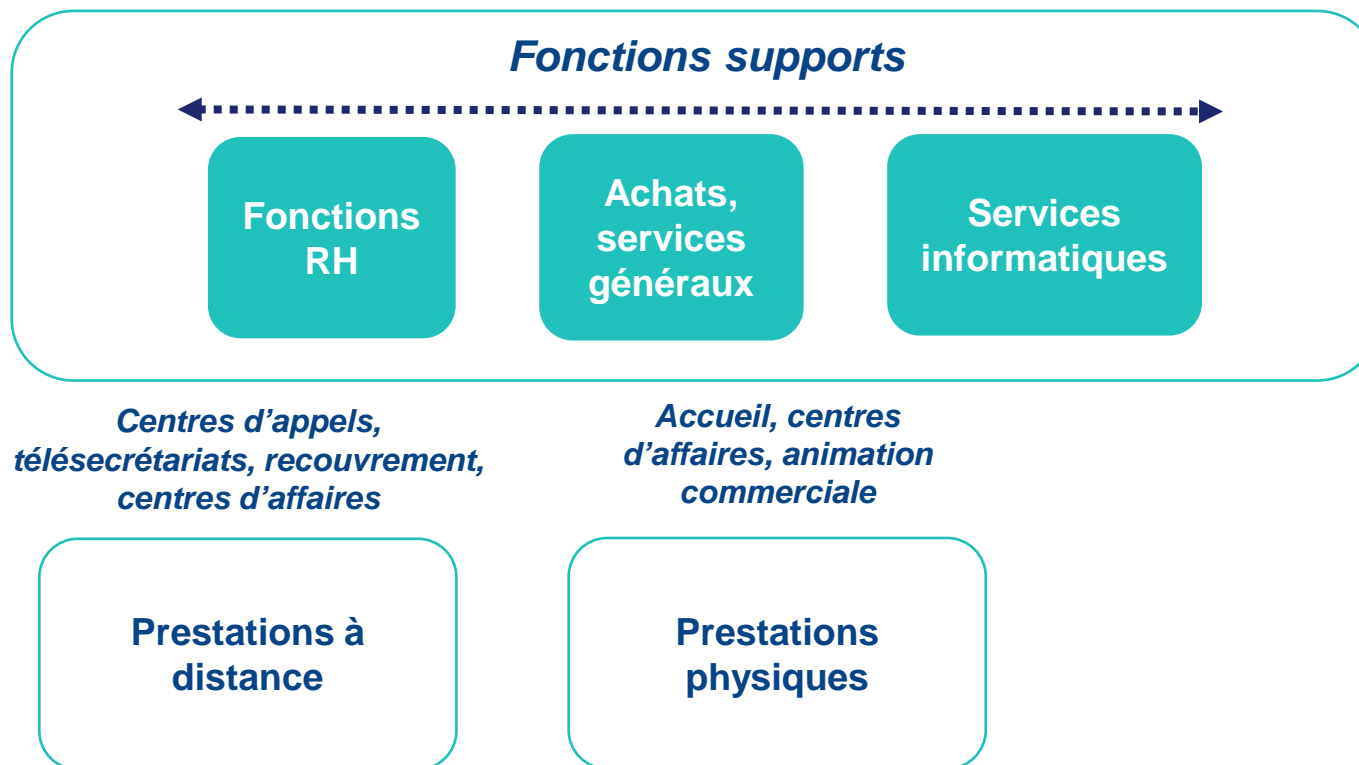 Fonctions supports
Fonctions
RH
Achats,
services
généraux
Services
informatiques
Centres d’appels,
télésecrétariats, recouvrement,
centres d’affaires
Accueil, centres
d’affaires, animation
commerciale
Prestations à
distance
Prestations
physiques